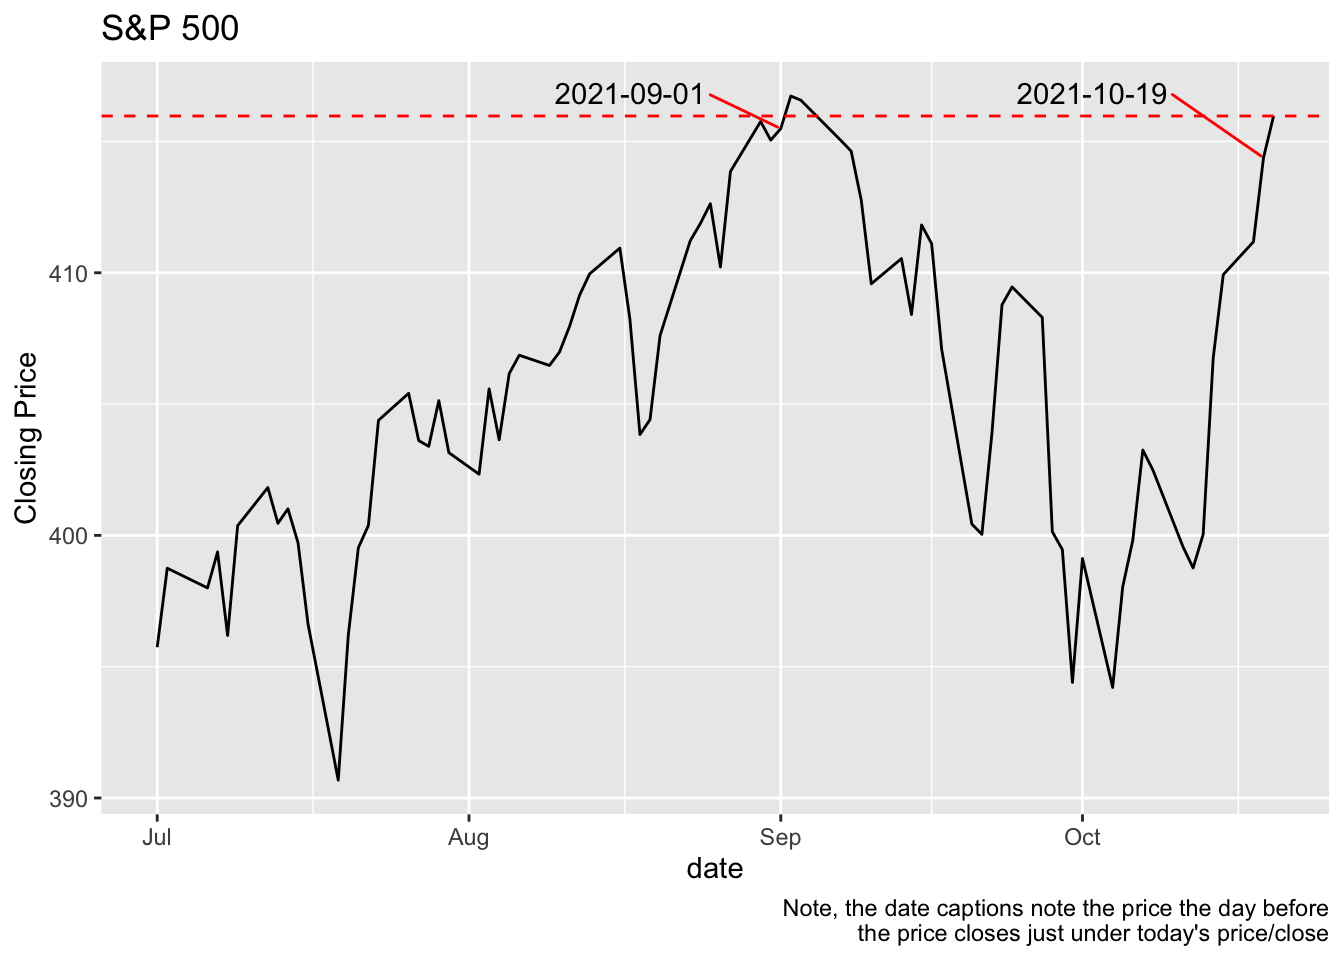 S&P 500
2021-09-01
2021-10-19
Closing Price
410
400
390
Jul
Aug
Sep
Oct
date
Note, the date captions note the price the day before
the price closes just under today's price/close